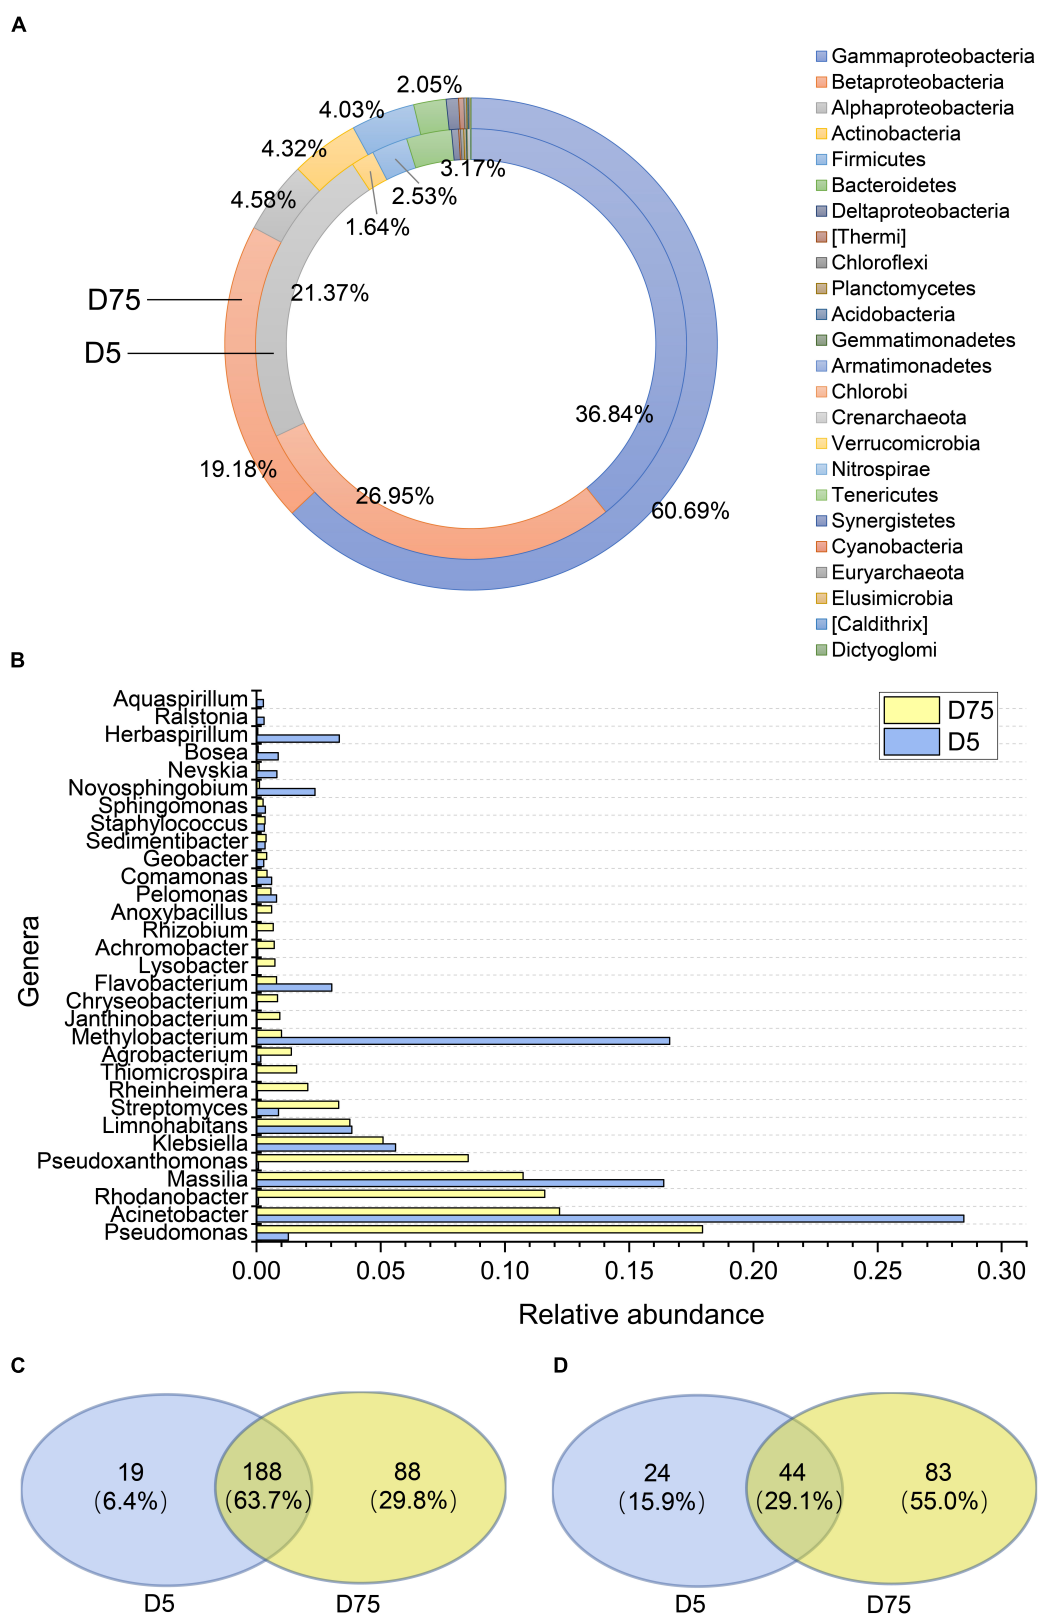 A
2.05%
4.03%
4.32%
4.58%
3.17%
2.53%
1.64%
21.37%
D75
D5
36.84%
19.18%
26.95%
60.69%
Gammaproteobacteria
Betaproteobacteria
Alphaproteobacteria
Actinobacteria
Firmicutes
Bacteroidetes
Deltaproteobacteria
[Thermi]
Chloroflexi
Planctomycetes
Acidobacteria
Gemmatimonadetes
Armatimonadetes
Chlorobi
Crenarchaeota
Verrucomicrobia
Nitrospirae
Tenericutes
Synergistetes
Cyanobacteria
Euryarchaeota
Elusimicrobia
[Caldithrix]
Dictyoglomi
B
Genera
Aquaspirillum
Ralstonia
Herbaspirillum
Bosea
Nevskia
Novosphingobium
Sphingomonas
Staphylococcus
Sedimentibacter
Geobacter
Comamonas
Pelomonas
Anoxybacillus
Rhizobium
Achromobacter
Lysobacter
Flavobacterium
Chryseobacterium
Janthinobacterium
Methylobacterium
Agrobacterium
Thiomicrospira
Rheinheimera
Streptomyces
Limnohabitans
Klebsiella
Pseudoxanthomonas
Massilia
Rhodanobacter
Acinetobacter
Pseudomonas
D75
D5
0.00 0.05 0.10 0.15 0.20 0.25 0.30
Relative abundance
C
19
(6.4%)
188
(63.7%)
88
(29.8%)
D5
D75
D
24
(15.9%)
44
(29.1%)
83
(55.0%)
D5
D75